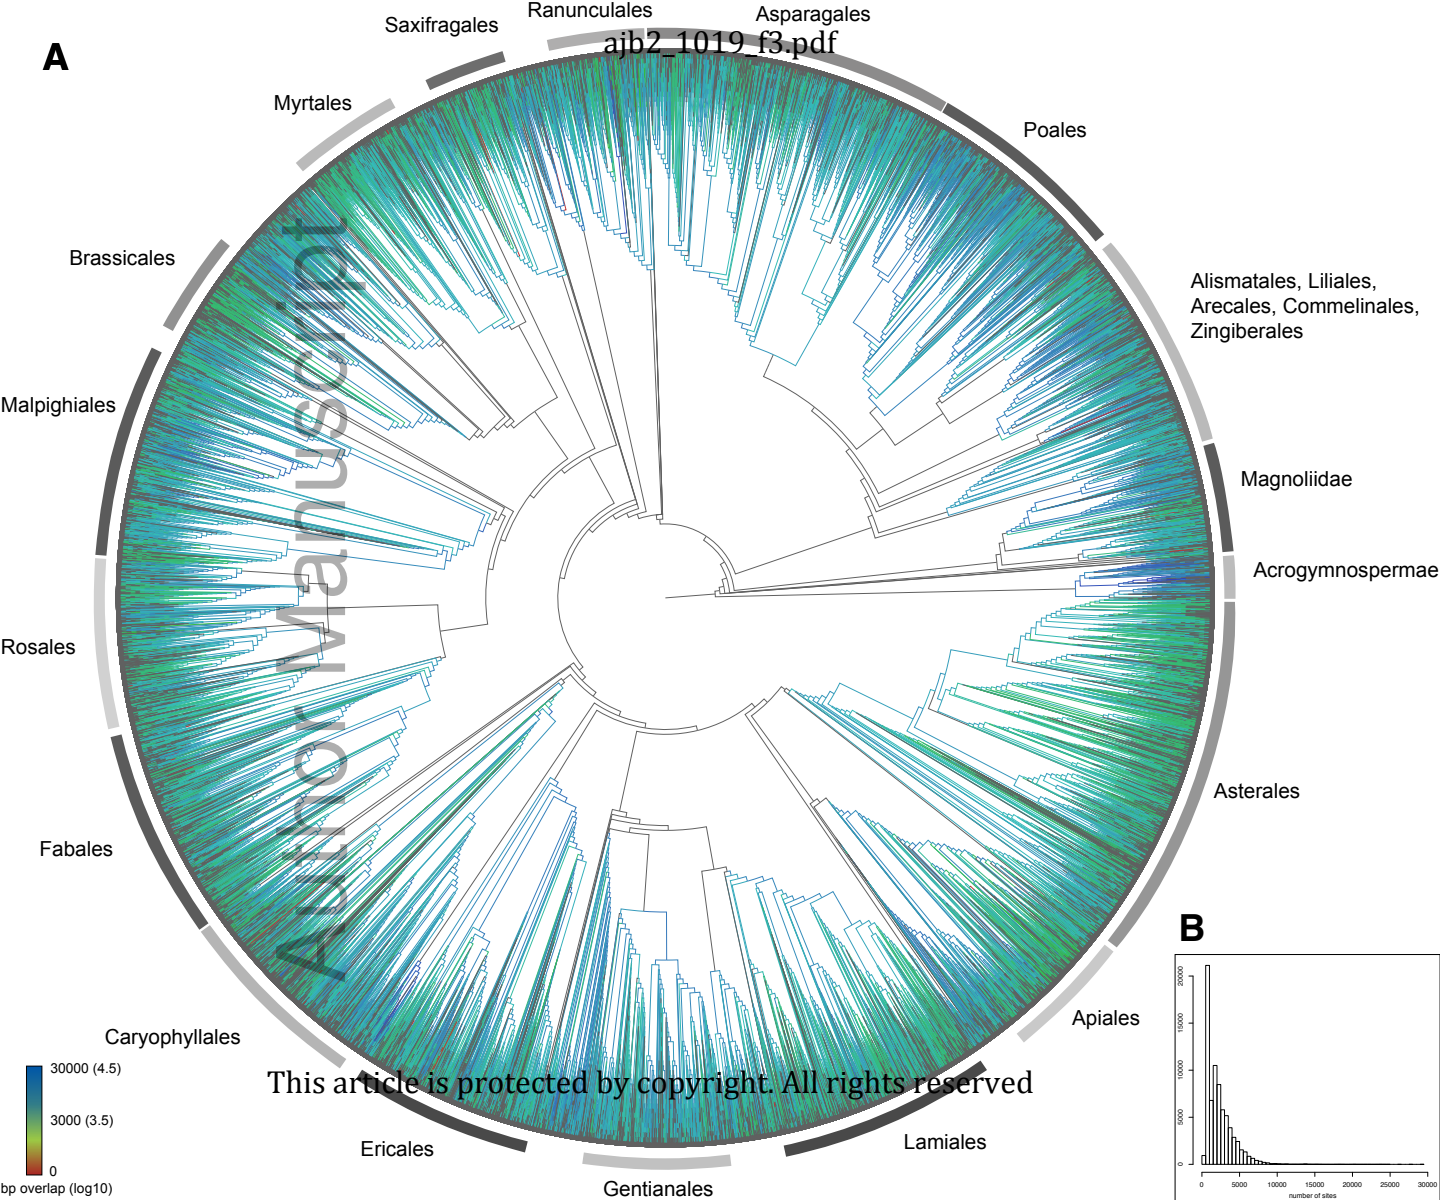 Ranunculales
Asparagales
Saxifragales
A
ajb2_1019_f3.pdf
Myrtales
Poales
Brassicales
Alismatales, Liliales,
Arecales, Commelinales,
Zingiberales
Malpighiales
Magnoliidae
Acrogymnospermae
Rosales
Asterales
Fabales
Author Manuscript
Apiales
Caryophyllales
Ericales
Lamiales
Gentianales
This article is protected by copyright. All rights reserved
30000 (4.5)
3000 (3.5)
0
bp overlap (log10)
B
20000
15000
10000
5000
0
0 5000 10000 15000 20000 25000 30000
number of sites